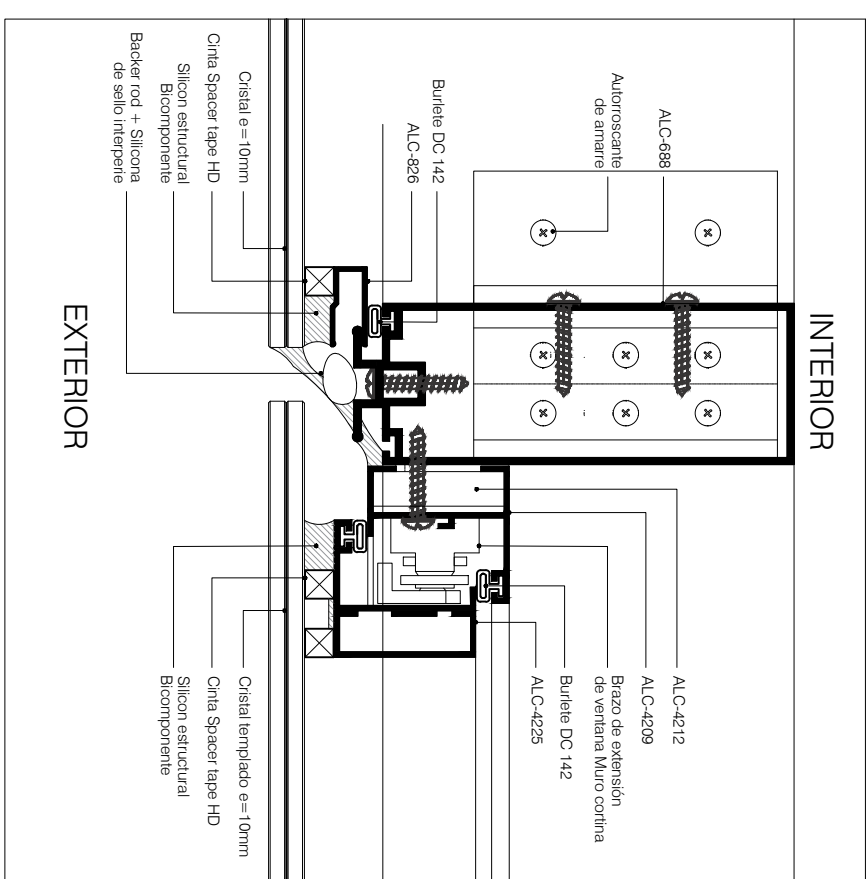 INTERIOR
ALC-688
Autorroscante
de amarre
Burlete DC 142
ALC-826
Cristal e=10mm
Cinta Spacer tape HD
Silicon estructural
Bicomponente
Backer rod + Silicona
de sello interperie
EXTERIOR
ALC-4212
ALC-4209
Brazo de extensión
de ventana Muro cortina
Burlete DC 142
ALC-4225
Cristal templado e=10mm
Cinta Spacer tape HD
Silicon estructural
Bicomponente